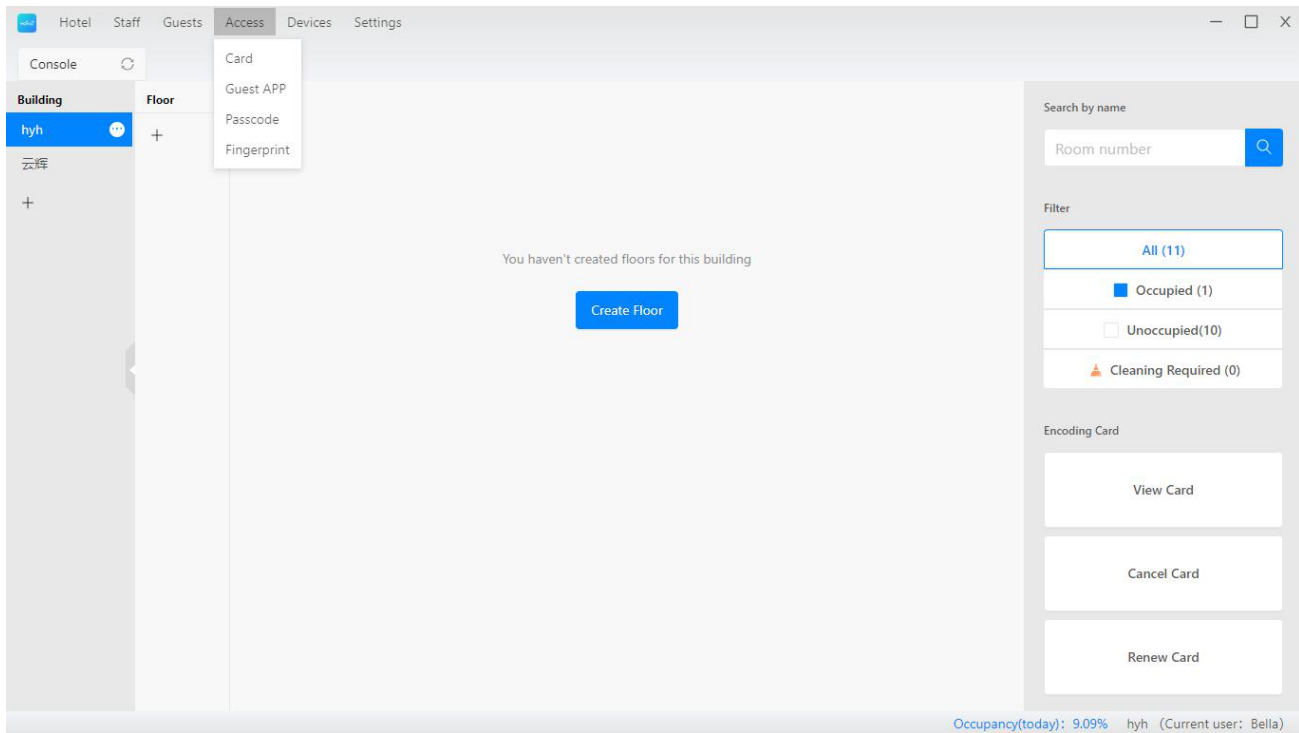 Hotel Staff Guests Access Devices Settings
Console
Card
Guest APP
Passcode
Fingerprint
Building
hyh
云辉
Floor
You haven't created floors for this building
Create Floor
Search by name
Room number
Filter
All (11)
Occupied (1)
Unoccupied(10)
Cleaning Required (0)
Encoding Card
View Card
Cancel Card
Renew Card
Occupancy(today): 9.09% hyh (Current user: Bella)